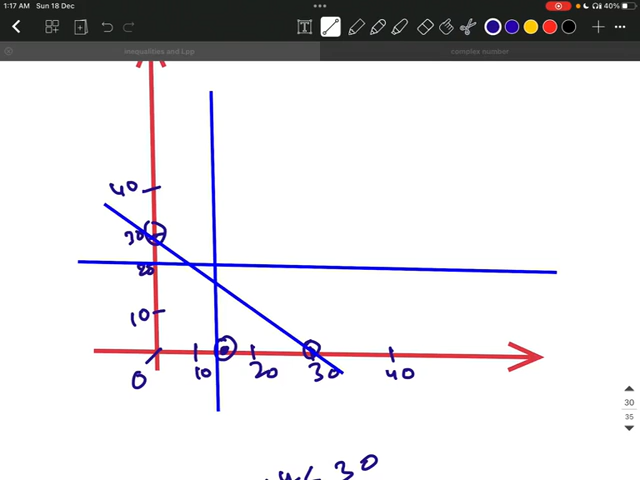 1:17 AM Sun 18 Dec 40%
inequalities and l.pp complex number
40
30
20
10
0 10 20 30 40
30
35
y ≤ 30